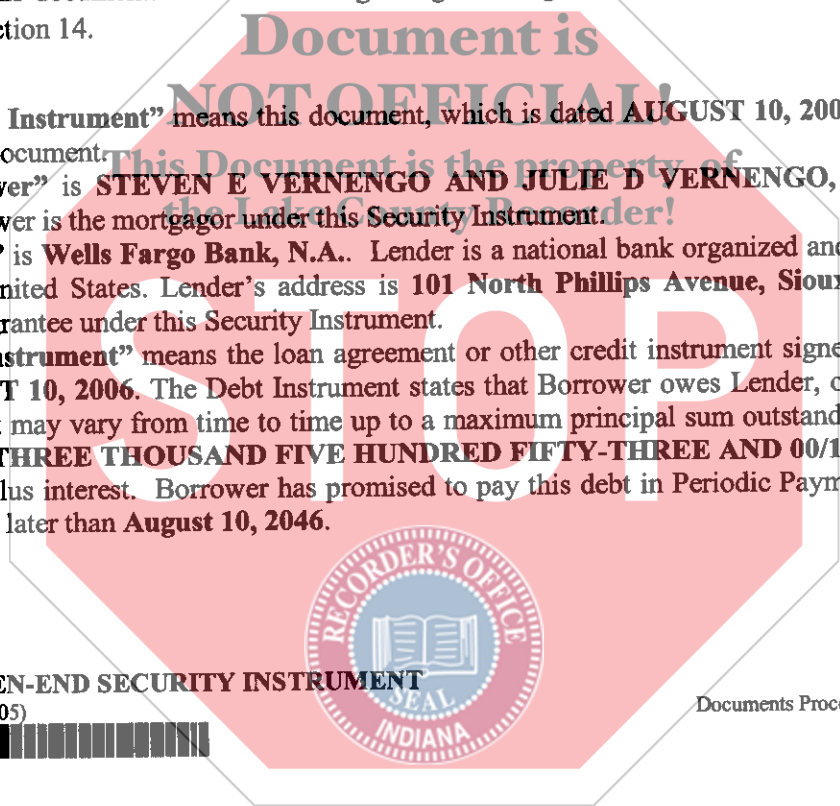 ction 14.
Document is
NOT OFFICIAL!
Instrument” means this document, which is dated AUGUST 10, 200
ocument.
This Document is the property of
ver” is STEVEN E VERNENGO AND JULIE D VERNENGO,
wer is the mortgagor under this Security Instrument.
the Lake County Recorder!
” is Wells Fargo Bank, N.A.. Lender is a national bank organized and
nited States. Lender’s address is 101 North Phillips Avenue, Sioux
rantee under this Security Instrument.
nstrument” means the loan agreement or other credit instrument signe
T 10, 2006. The Debt Instrument states that Borrower owes Lender, o
t may vary from time to time up to a maximum principal sum outstand
THREE THOUSAND FIVE HUNDRED FIFTY-THREE AND 00/1
lus interest. Borrower has promised to pay this debt in Periodic Paym
later than August 10, 2046.
STOP
RECORDER'S OFFICE
SEAL
INDIANA
EN-END SECURITY INSTRUMENT
05)
Documents Proce